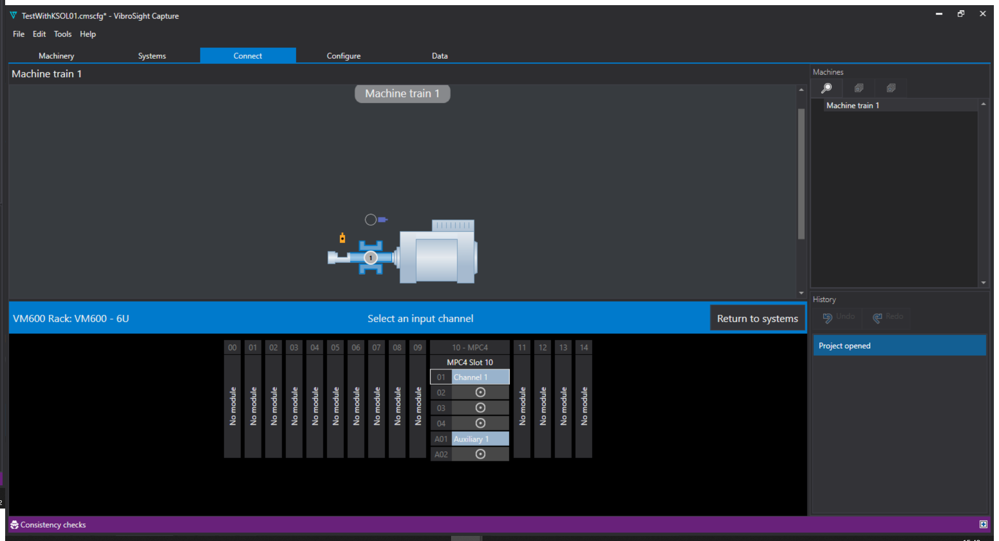 TestWithKSOL01.cmscfg* - VibroSight Capture
File Edit Tools Help
Machinery Systems Connect Configure Data
Machine train 1
Machine train 1
1
Machines
Machine train 1
History
Undo Redo
Project opened
VM600 Rack: VM600 - 6U Select an input channel Return to systems
00 01 02 03 04 05 06 07 08 09 10 - MPC4 11 12 13 14
MPC4 Slot 10
01 Channel 1
02
03
04
A01 Auxiliary 1
A02
No module
No module
No module
No module
No module
No module
No module
No module
No module
No module
No module
No module
No module
No module
Consistency checks
2